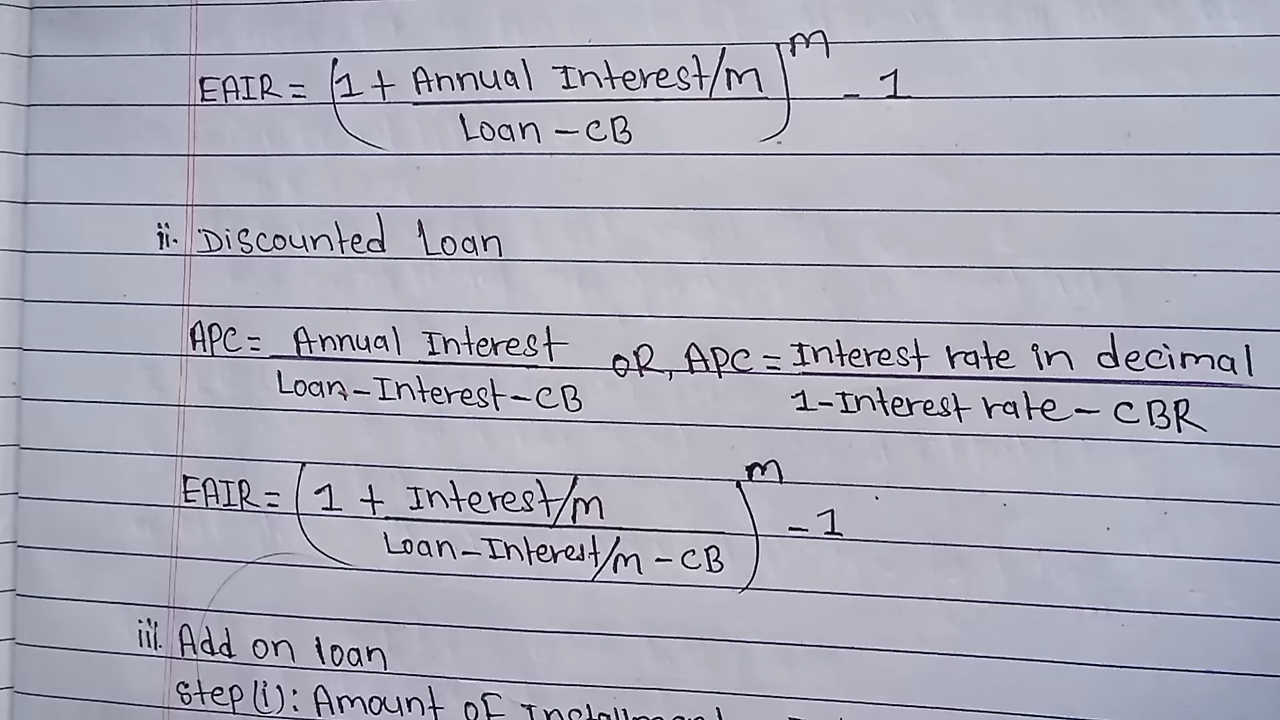 EAIR = (1 + Annual Interest/m / Loan - CB)^m - 1
ii. Discounted Loan
APC = Annual Interest / Loan - Interest - CB OR, APC = Interest rate in decimal / 1 - Interest rate - CBR
EAIR = (1 + Interest/m / Loan - Interest/m - CB)^m - 1
iii. Add on loan
Step(i): Amount of Installment